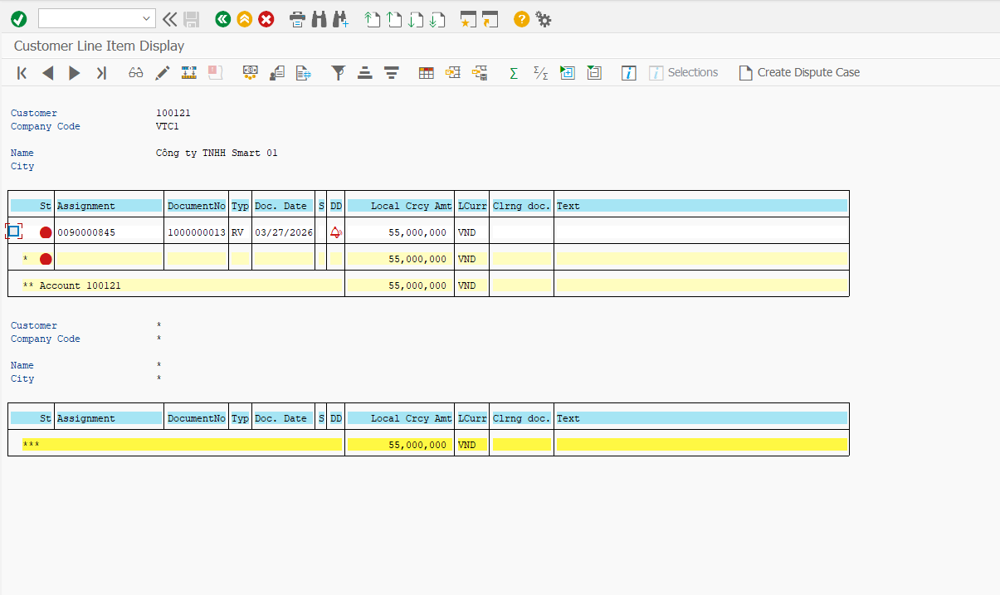 Customer Line Item Display
Selections Create Dispute Case
Customer 100121
Company Code VTC1
Name Công ty TNHH Smart 01
City
St Assignment DocumentNo Typ Doc. Date S DD Local Crcy Amt LCurr Clrng doc. Text
0090000845 1000000013 RV 03/27/2026 55,000,000 VND
* 55,000,000 VND
** Account 100121 55,000,000 VND
Customer *
Company Code *
Name *
City *
St Assignment DocumentNo Typ Doc. Date S DD Local Crcy Amt LCurr Clrng doc. Text
*** 55,000,000 VND